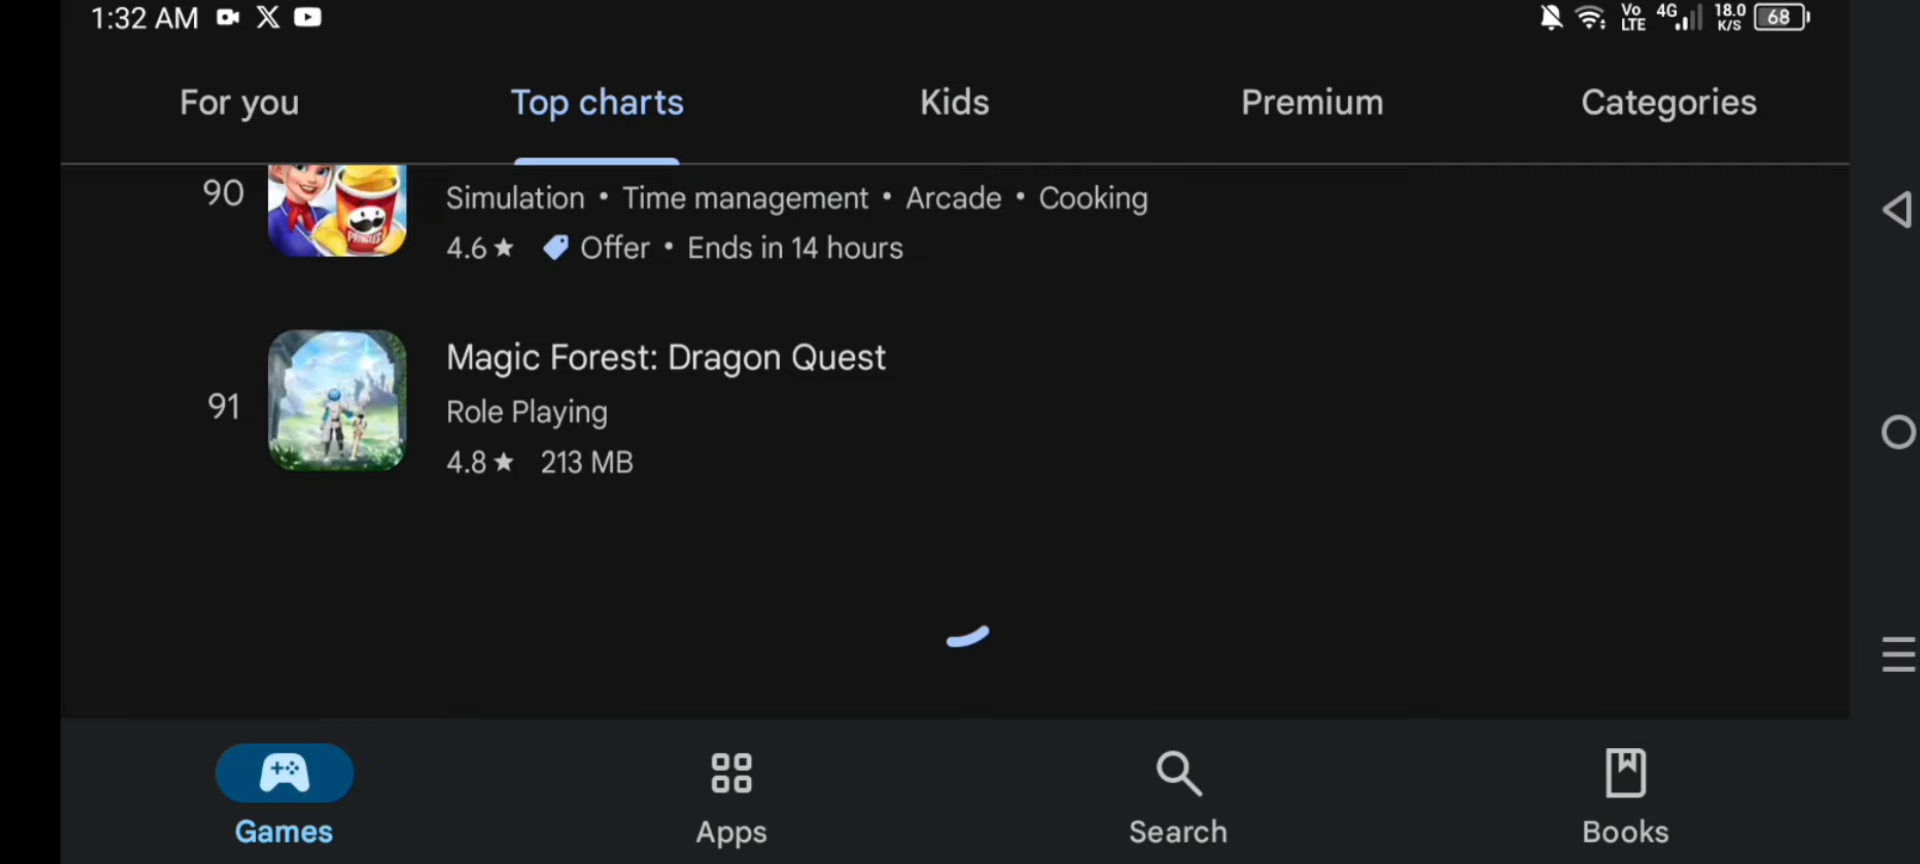 1:32 AM
Vo LTE 4G 18.0 K/S 68
For you Top charts Kids Premium Categories
90
Simulation • Time management • Arcade • Cooking
4.6 ★ Offer • Ends in 14 hours
PRINGLES
91
Magic Forest: Dragon Quest
Role Playing
4.8 ★ 213 MB
Games Apps Search Books